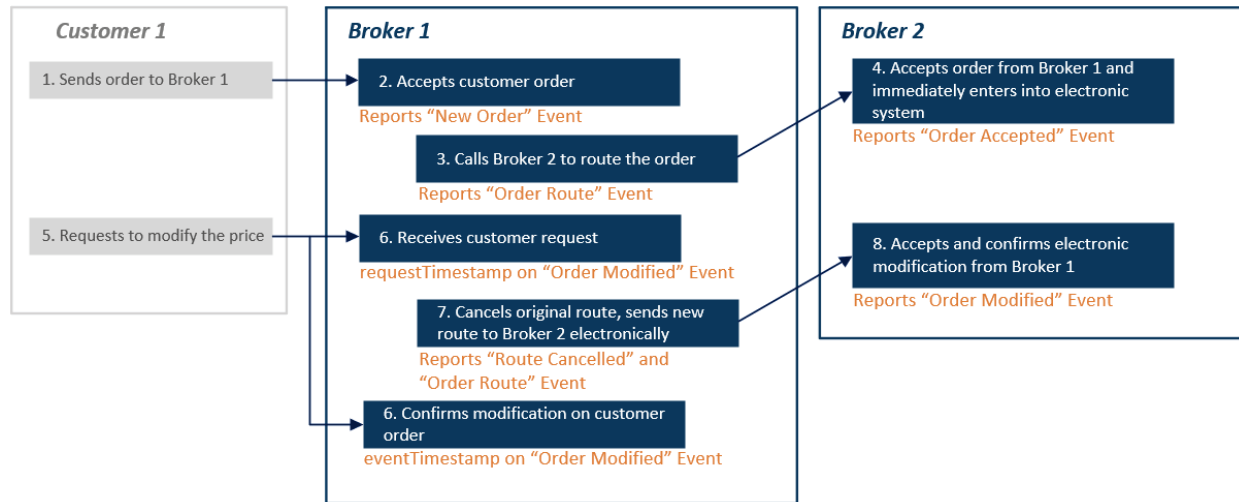 Customer 1
1. Sends order to Broker 1
5. Requests to modify the price
Broker 1
2. Accepts customer order
Reports “New Order” Event
3. Calls Broker 2 to route the order
Reports “Order Route” Event
6. Receives customer request
requestTimestamp on “Order Modified” Event
7. Cancels original route, sends new
route to Broker 2 electronically
Reports “Route Cancelled” and
“Order Route” Event
6. Confirms modification on customer
order
eventTimestamp on “Order Modified” Event
Broker 2
4. Accepts order from Broker 1 and
immediately enters into electronic
system
Reports “Order Accepted” Event
8. Accepts and confirms electronic
modification from Broker 1
Reports “Order Modified” Event